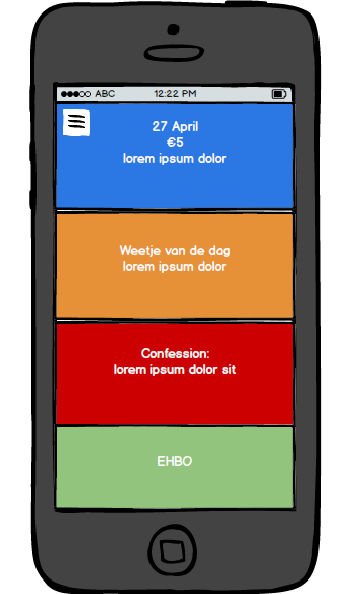 ABC 12:22 PM
27 April
€5
lorem ipsum dolor
Weetje van de dag
lorem ipsum dolor
Confession:
lorem ipsum dolor sit
EHBO